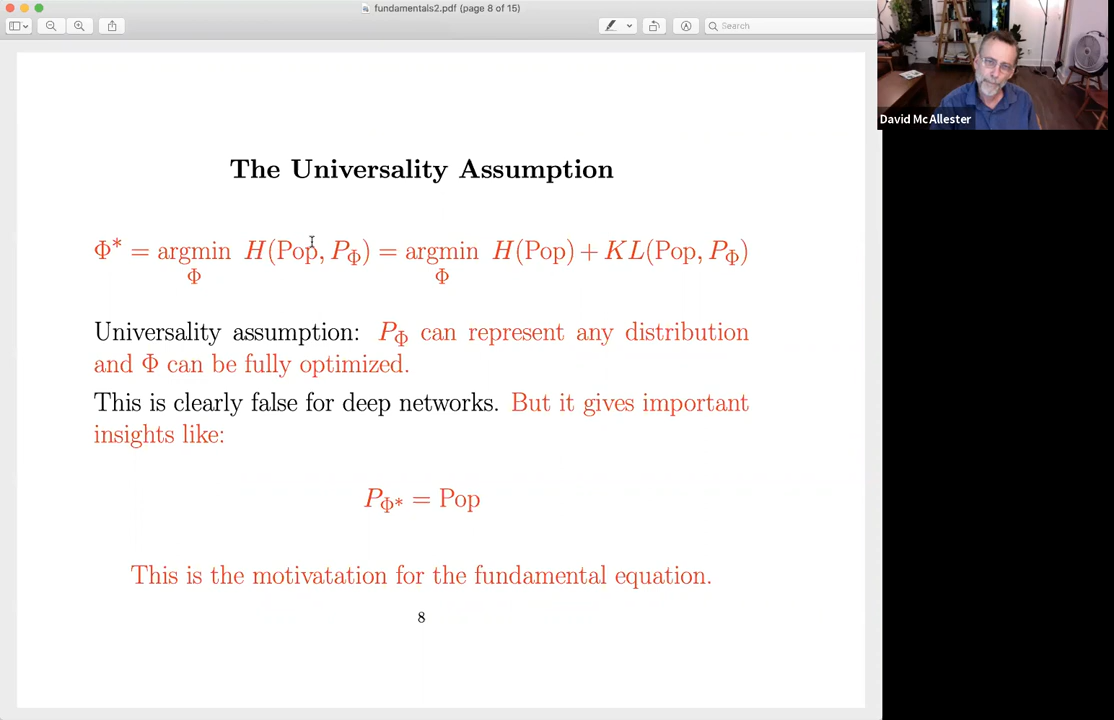 fundamentals2.pdf (page 8 of 15)
Search
David McAllester
The Universality Assumption
Φ* = argmin H(Pop, P_Φ) = argmin H(Pop) + KL(Pop, P_Φ)
Φ Φ
Universality assumption: P_Φ can represent any distribution
and Φ can be fully optimized.
This is clearly false for deep networks. But it gives important
insights like:
P_Φ* = Pop
This is the motivatation for the fundamental equation.
8